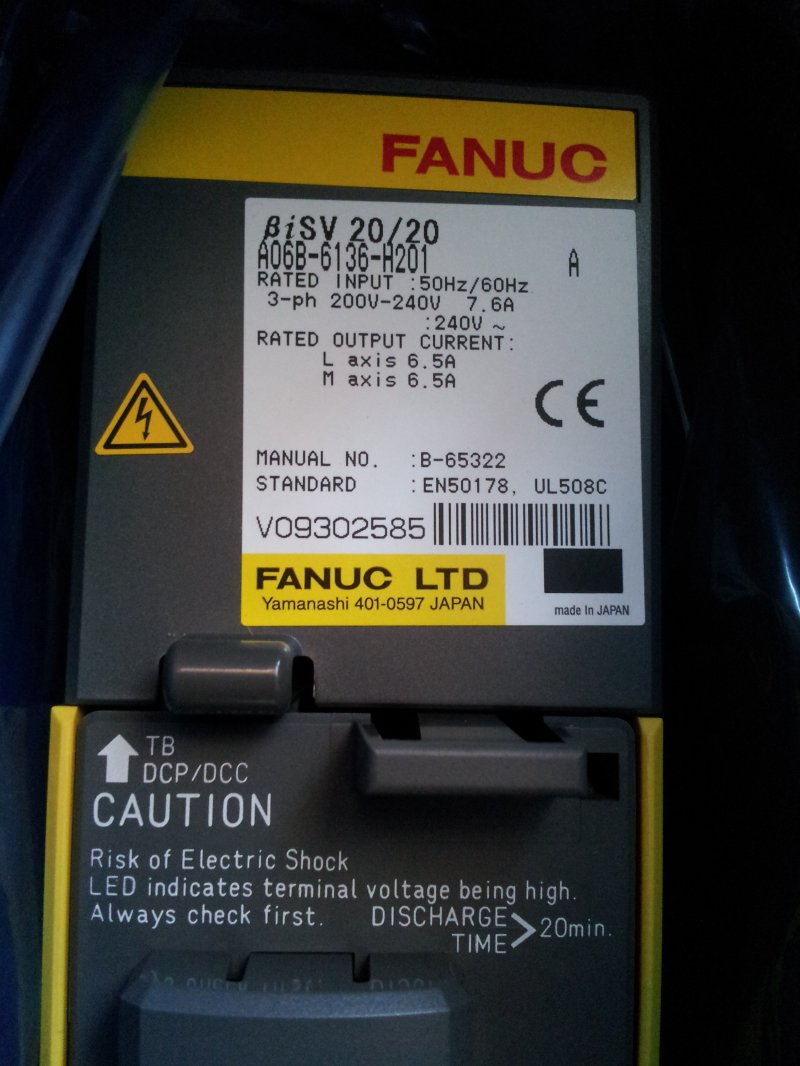 FANUC
βiSV 20/20
A06B-6136-H201
A
RATED INPUT :50Hz/60Hz
3-ph 200V-240V 7.6A
:240V ~
RATED OUTPUT CURRENT:
L axis 6.5A
M axis 6.5A
CE
MANUAL NO. :B-65322
STANDARD :EN50178, UL508C
V09302585
FANUC LTD
Yamanashi 401-0597 JAPAN
made in JAPAN
TB
DCP/DCC
CAUTION
Risk of Electric Shock
LED indicates terminal voltage being high.
Always check first. DISCHARGE TIME > 20min.